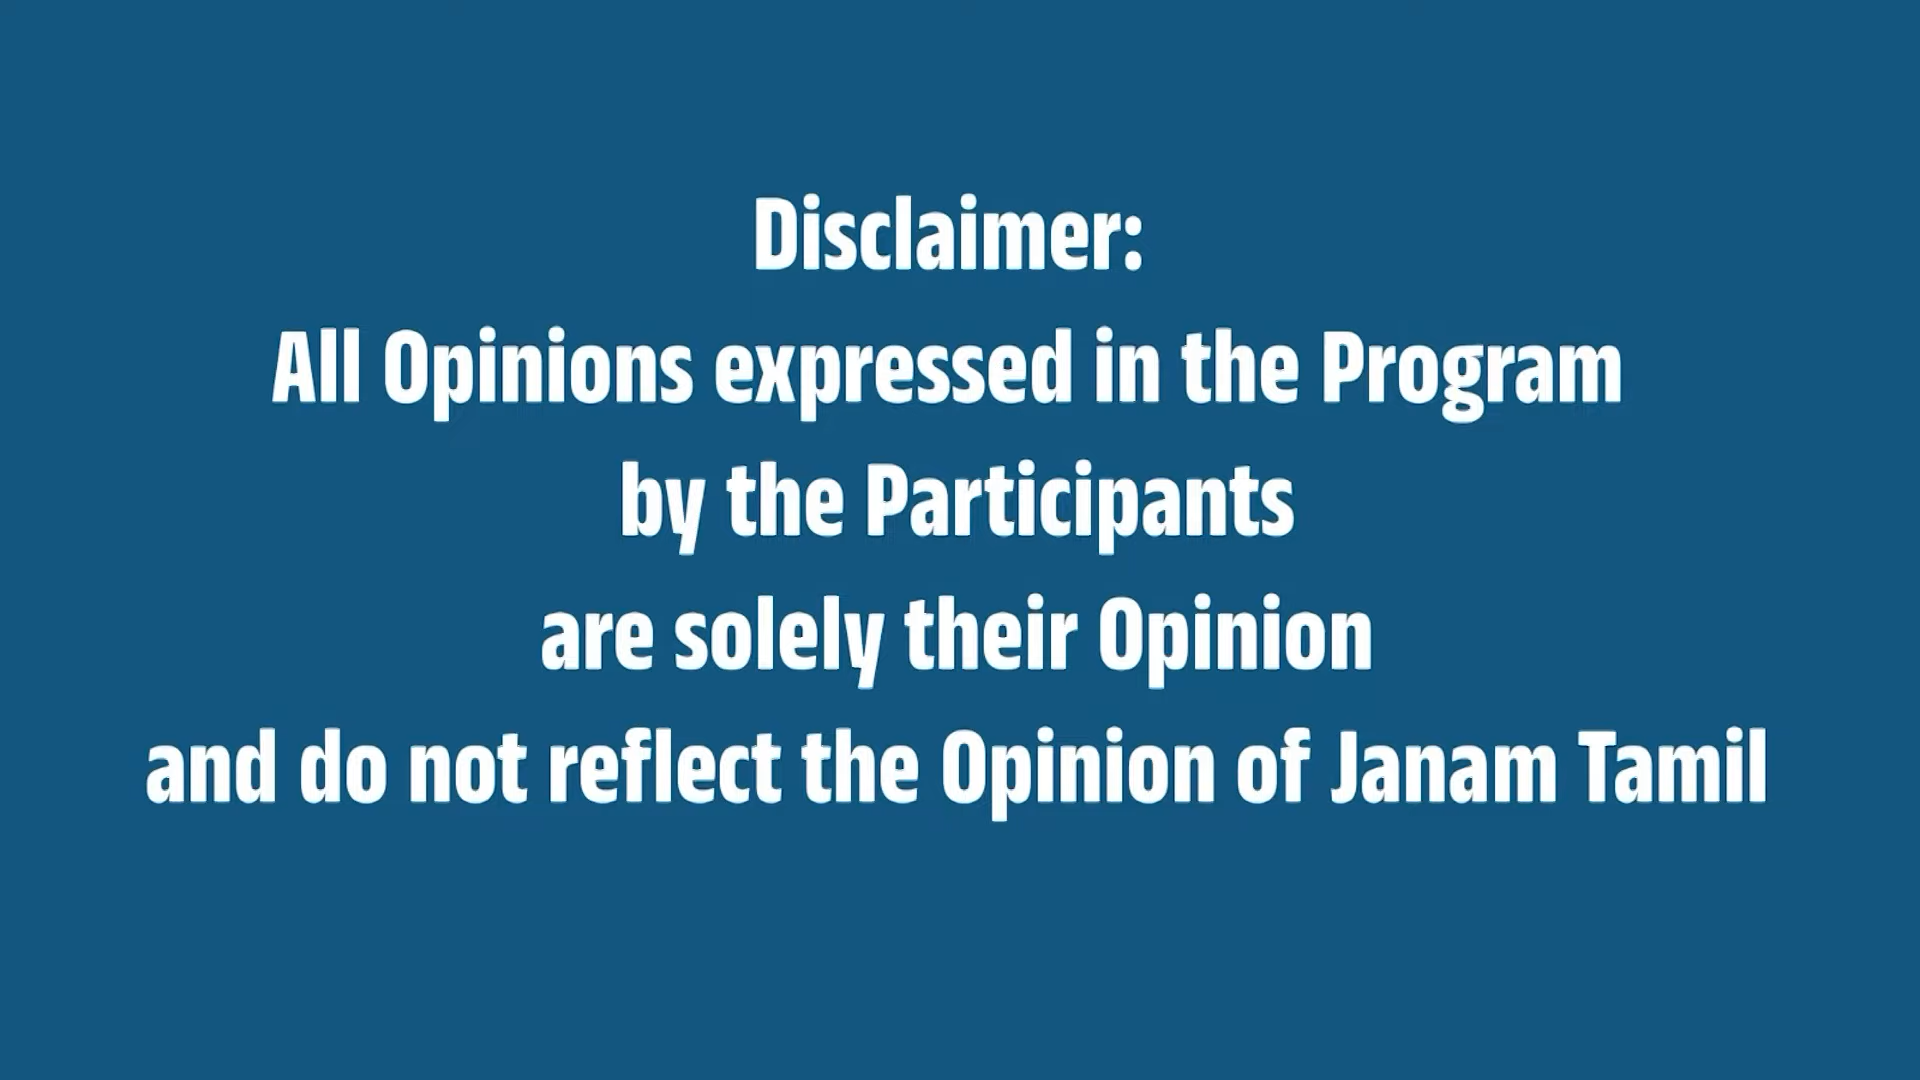 Disclaimer:
All Opinions expressed in the Program
by the Participants
are solely their Opinion
and do not reflect the Opinion of Janam Tamil